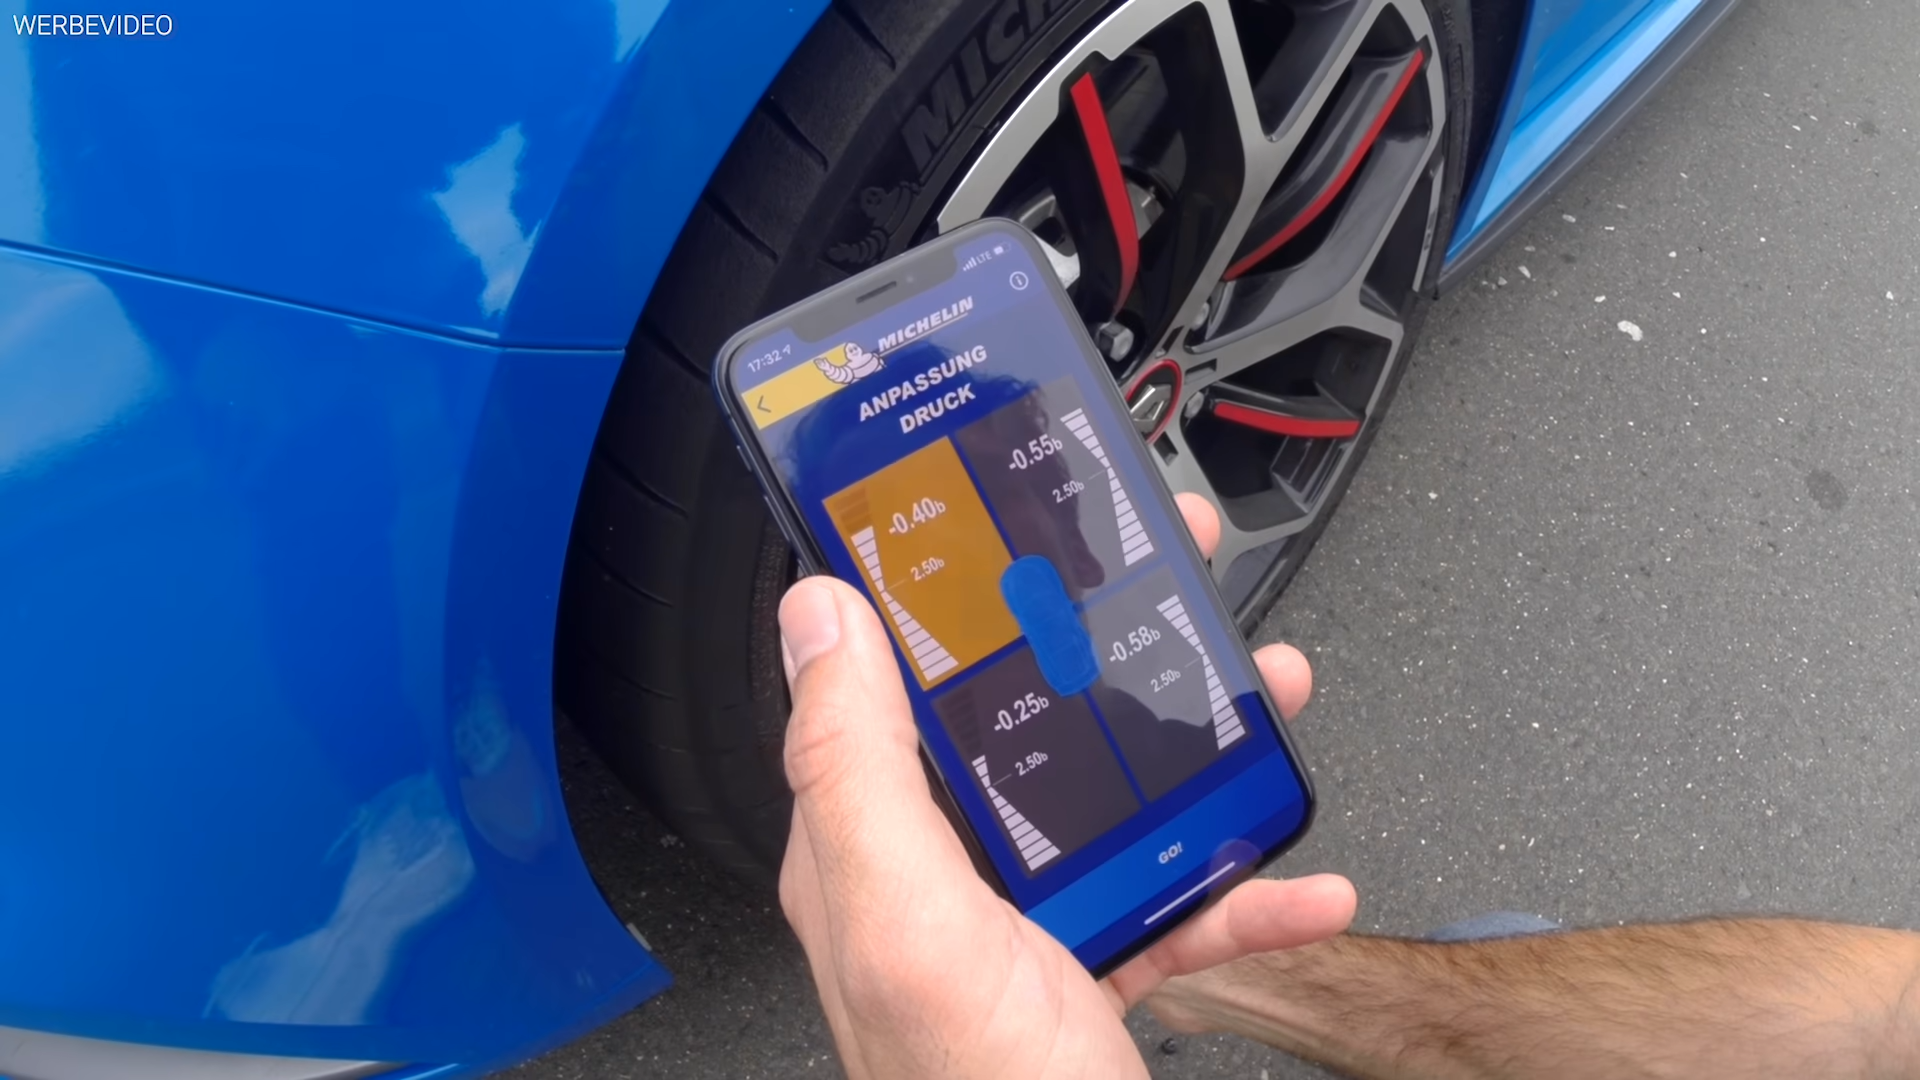 WERBEVIDEO
MICH
17:32
LTE
MICHELIN
ANPASSUNG
DRUCK
-0.40b
2.50b
-0.55b
2.50b
-0.25b
2.50b
-0.58b
2.50b
GO!